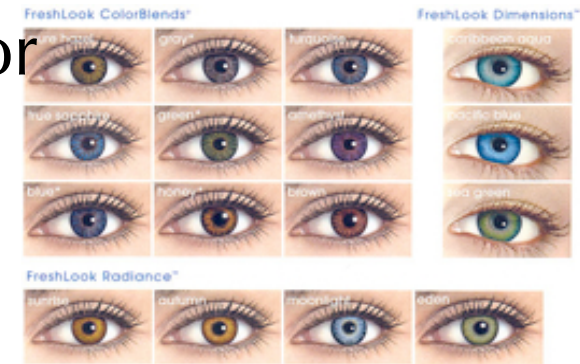 FreshLook ColorBlends®
FreshLook Dimensions™
or
pure hazel
gray*
turquoise
caribbean aqua
true sapphire
green*
amethyst
pacific blue
blue*
honey*
brown
sea green
FreshLook Radiance™
sunrise
autumn
moonlight
eden